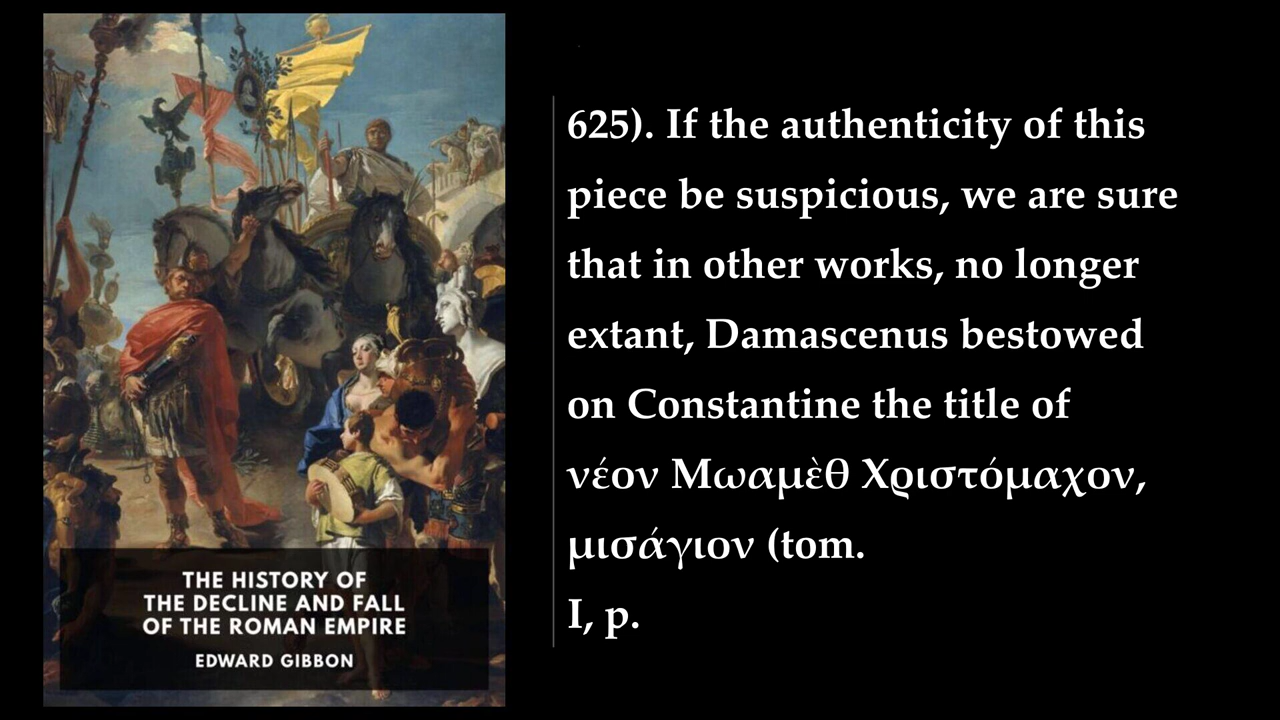 THE HISTORY OF
THE DECLINE AND FALL
OF THE ROMAN EMPIRE
EDWARD GIBBON
625). If the authenticity of this
piece be suspicious, we are sure
that in other works, no longer
extant, Damascenus bestowed
on Constantine the title of
νέον Μωαμὲθ Χριστόμαχον,
μισάγιον (tom.
I, p.